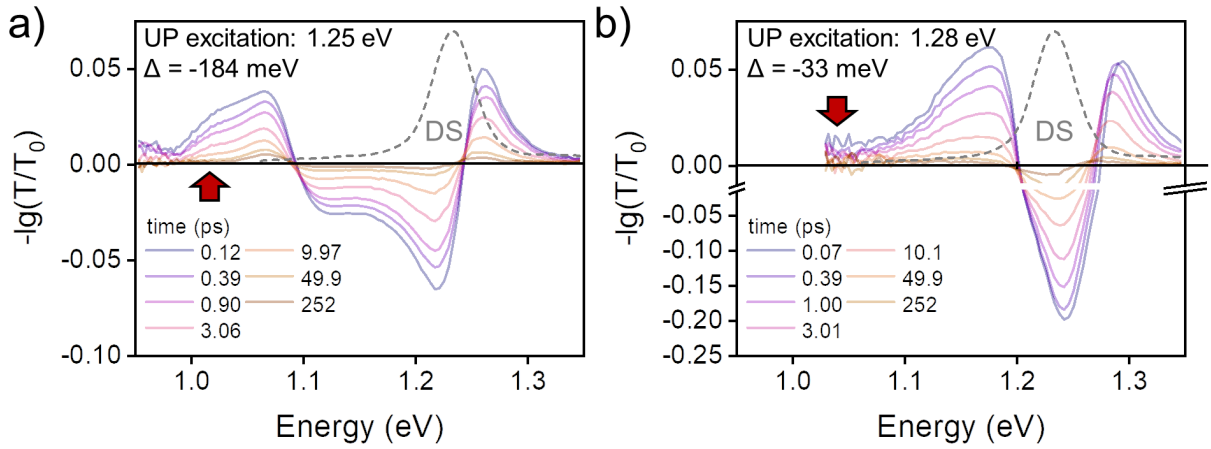 a)
UP excitation: 1.25 eV
Δ = -184 meV
DS
0.05
0.00
-0.05
-0.10
-lg(T/T₀)
time (ps)
0.12 9.97
0.39 49.9
0.90 252
3.06
1.0 1.1 1.2 1.3
Energy (eV)
b)
UP excitation: 1.28 eV
Δ = -33 meV
DS
0.05
0.00
-0.05
-0.10
-0.15
-0.20
-0.25
-lg(T/T₀)
time (ps)
0.07 10.1
0.39 49.9
1.00 252
3.01
1.0 1.1 1.2 1.3
Energy (eV)